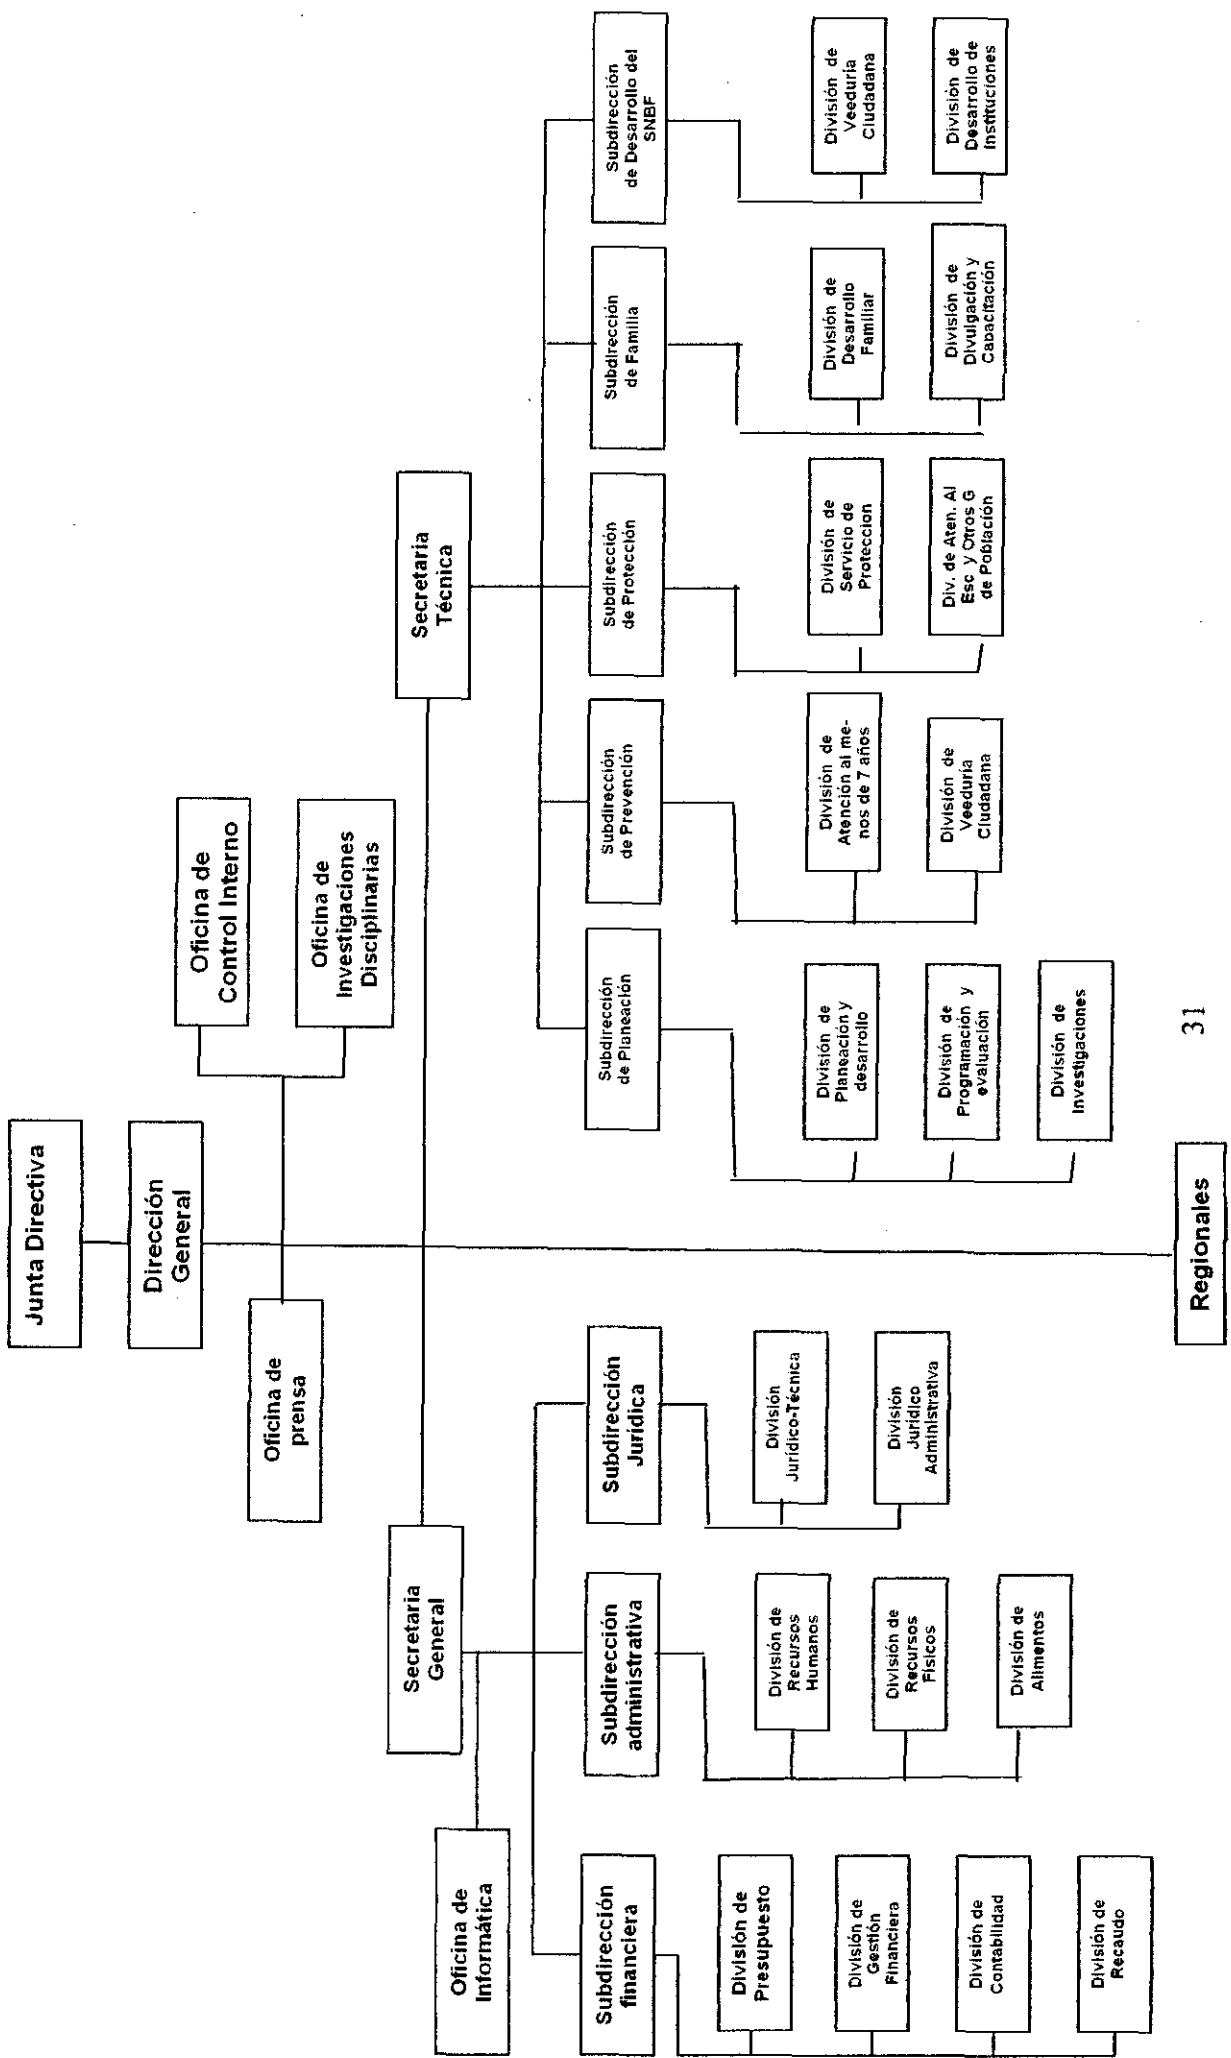 Junta Directiva
Dirección
General
Oficina de
prensa
Oficina de
Control Interno
Oficina de
Investigaciones
Disciplinarias
Secretaria
General
Secretaria
Técnica
Oficina de
Informática
Subdirección
financiera
Subdirección
administrativa
Subdirección
Jurídica
Subdirección
de Planeación
Subdirección
de Prevención
Subdirección
de Protección
Subdirección
de Familia
Subdirección
de Desarrollo del
SNBF
División de
Presupuesto
División de
Gestión
Financiera
División de
Contabilidad
División de
Recaudo
División de
Recursos
Humanos
División de
Recursos
Físicos
División de
Alimentos
División
Jurídico-Técnica
División
Jurídico
Administrativa
División de
Planeación y
desarrollo
División de
Programación y
evaluación
División de
Investigaciones
División de
Atención al me-
nos de 7 años
División de
Veeduría
Ciudadana
División de
Servicio de
Proteccion
Div. de Aten. Al
Esc y Otros G
de Población
División de
Desarrollo
Familiar
División de
Divulgación y
Capacitación
División de
Veeduría
Ciudadana
División de
Desarrollo de
Instituciones
Regionales
31